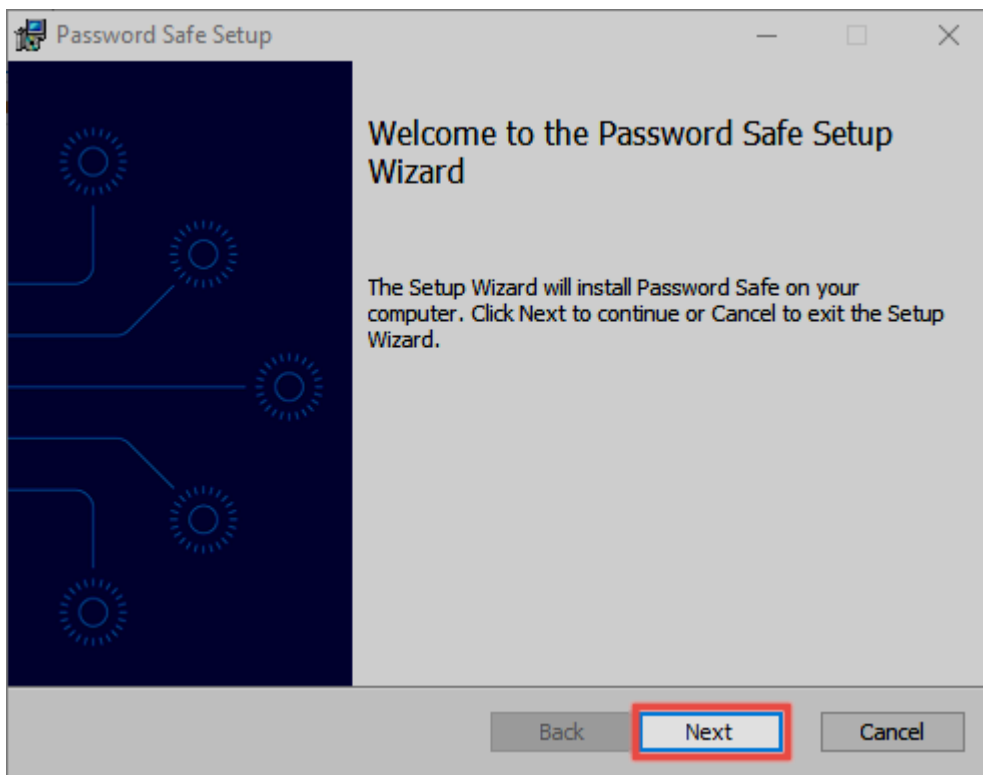 Password Safe Setup
Welcome to the Password Safe Setup
Wizard
The Setup Wizard will install Password Safe on your
computer. Click Next to continue or Cancel to exit the Setup
Wizard.
Back
Next
Cancel